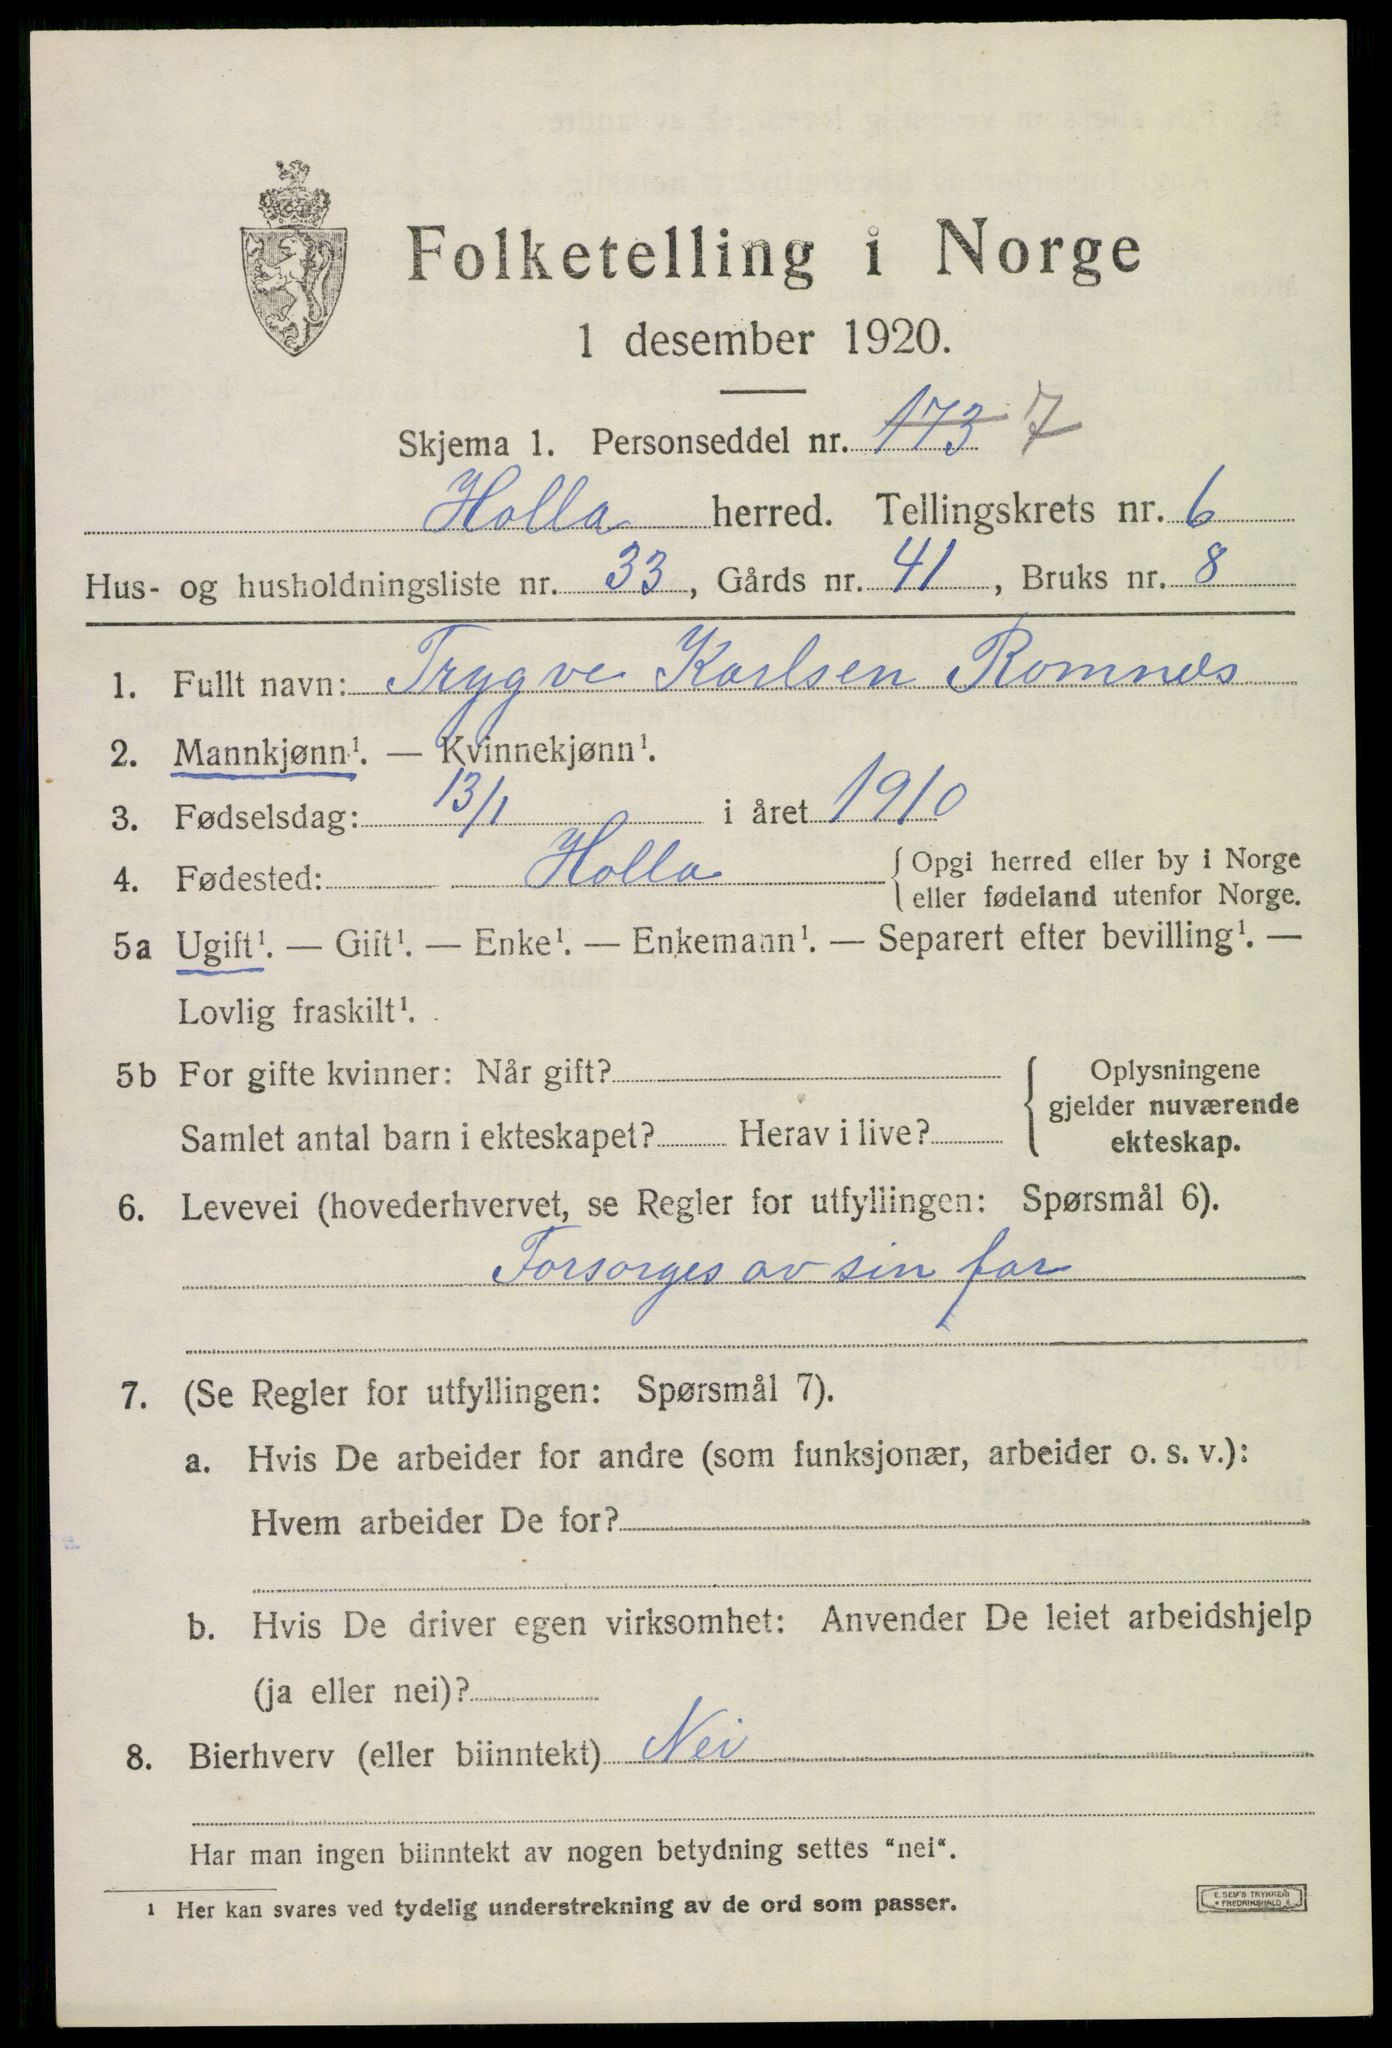 Folketelling i Norge
1 desember 1920.
Skjema 1. Personseddel nr. 173 7
Holla herred. Tellingskrets nr. 6
Hus- og husholdningsliste nr. 33, Gårds nr. 41, Bruks nr. 8
1. Fullt navn: Trygve Karlsen Romnes
2. Mannkjønn¹. — Kvinnekjønn¹.
3. Fødselsdag: 13/1 i året 1910
4. Fødested: Holla { Opgi herred eller by i Norge
eller fødeland utenfor Norge.
5a Ugift¹. — Gift¹. — Enke¹. — Enkemann¹. — Separert efter bevilling¹. —
Lovlig fraskilt¹.
5b For gifte kvinner: Når gift?
Samlet antal barn i ekteskapet? Herav i live?
Oplysningene
gjelder nuværende
ekteskap.
6. Levevei (hovederhvervet, se Regler for utfyllingen: Spørsmål 6).
Forsorges av sin far
7. (Se Regler for utfyllingen: Spørsmål 7).
a. Hvis De arbeider for andre (som funksjonær, arbeider o. s. v.):
Hvem arbeider De for?
b. Hvis De driver egen virksomhet: Anvender De leiet arbeidshjelp
(ja eller nei)?
8. Bierhverv (eller biinntekt) Nei
Har man ingen biinntekt av nogen betydning settes "nei".
1 Her kan svares ved tydelig understrekning av de ord som passer.
E. SEM'S TRYKKERI
FREDRIKSHALD